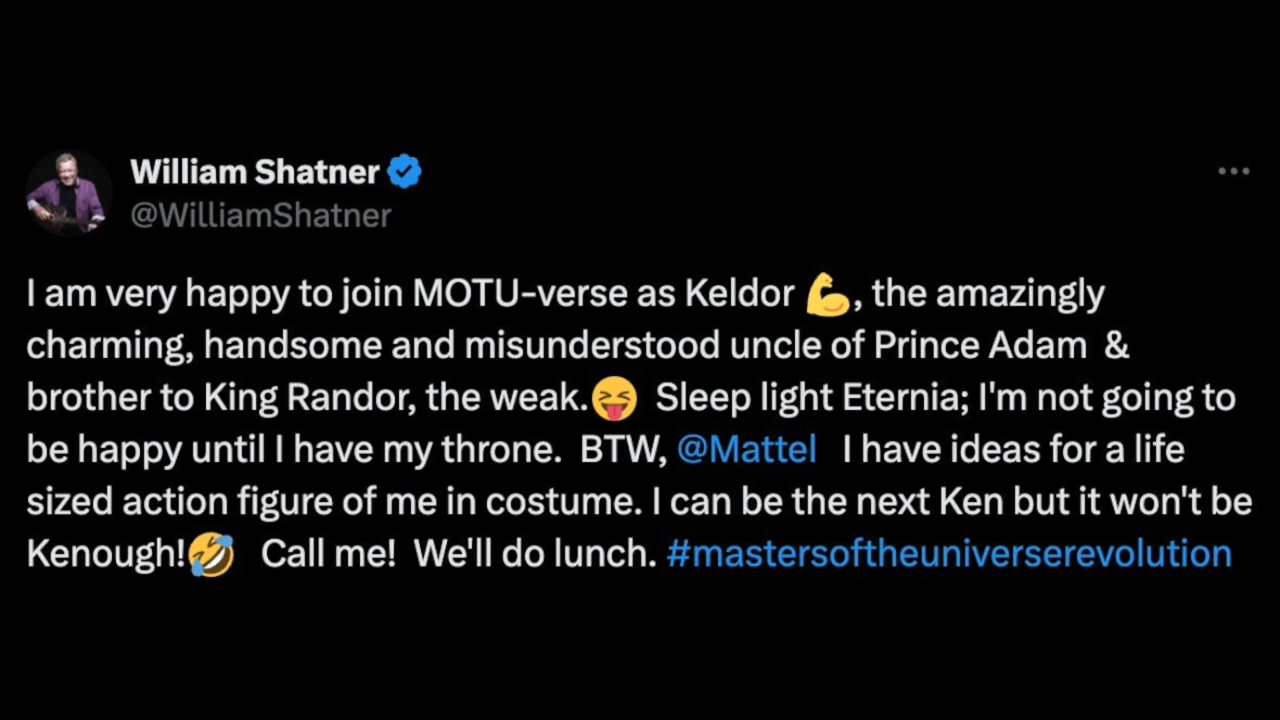 William Shatner
@WilliamShatner
I am very happy to join MOTU-verse as Keldor 💪, the amazingly
charming, handsome and misunderstood uncle of Prince Adam &
brother to King Randor, the weak.😝 Sleep light Eternia; I'm not going to
be happy until I have my throne. BTW, @Mattel I have ideas for a life
sized action figure of me in costume. I can be the next Ken but it won't be
Kenough!🤣 Call me! We'll do lunch. #mastersoftheuniverserevolution